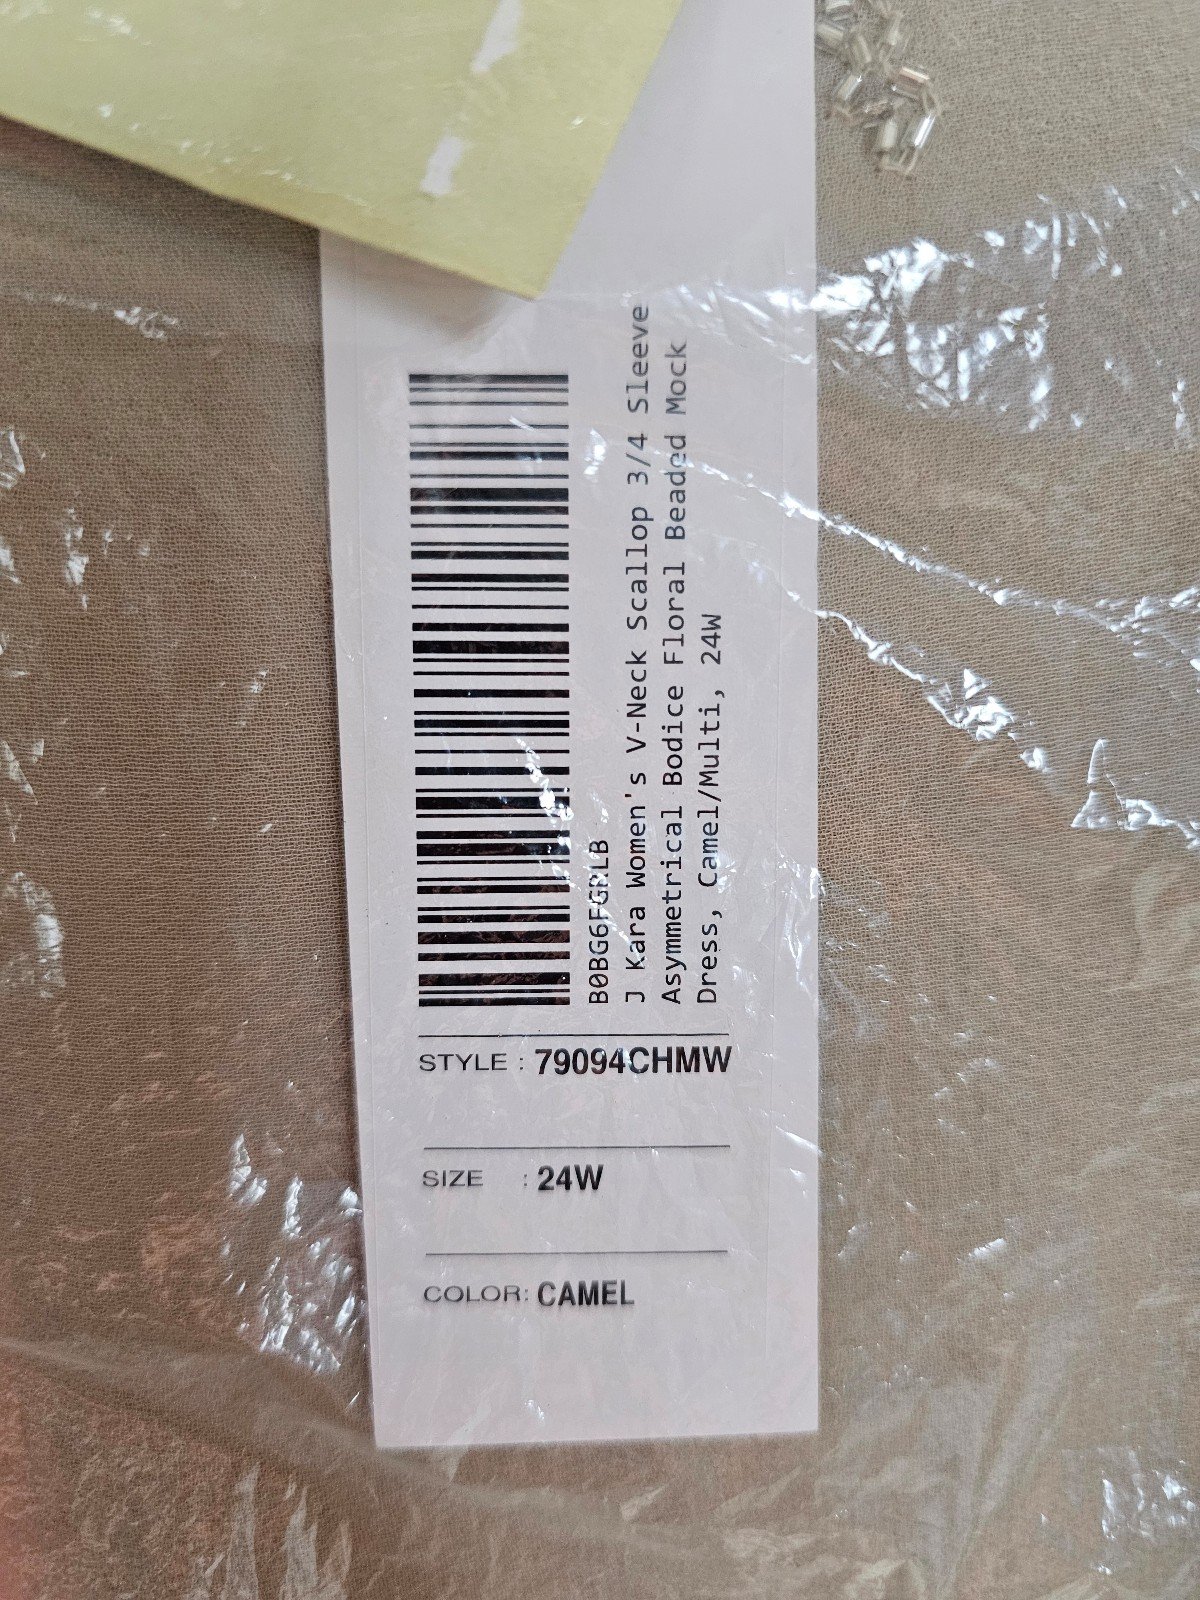 B0BG6FGRLB
J Kara Women's V-Neck Scallop 3/4 Sleeve
Asymmetrical Bodice Floral Beaded Mock
Dress, Camel/Multi, 24W
STYLE : 79094CHMW
SIZE : 24W
COLOR: CAMEL